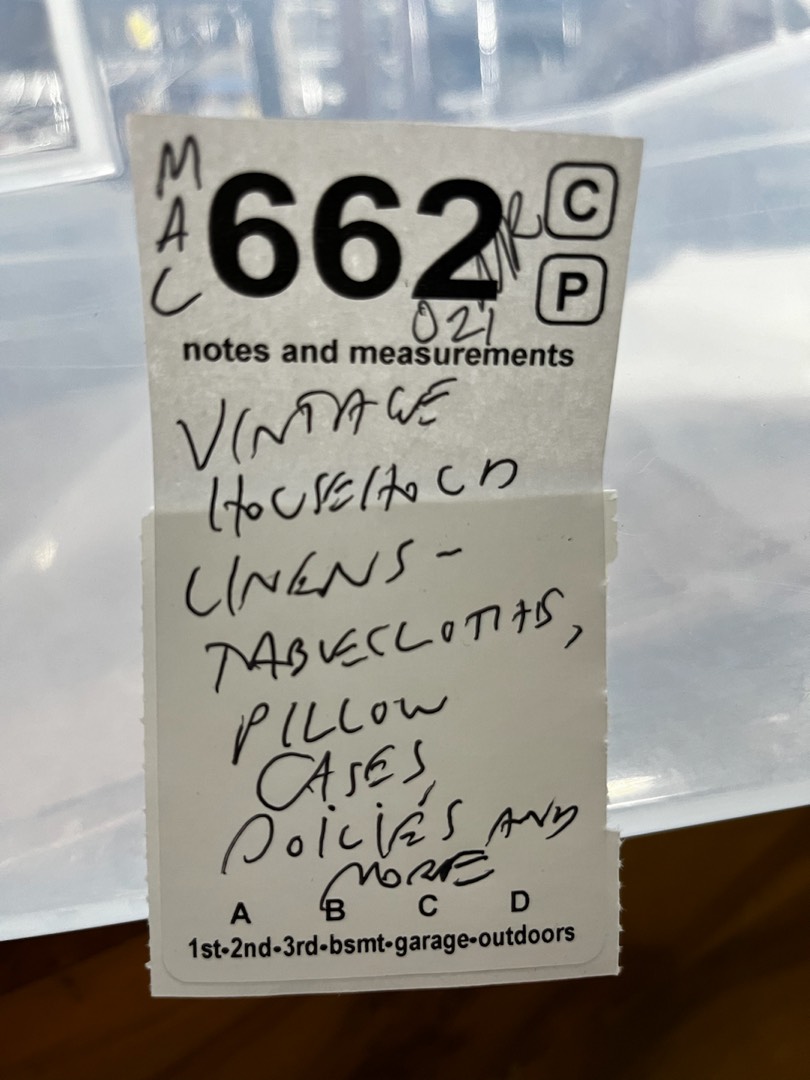 MAC
662
C
P
021
notes and measurements
VINTAGE
HOUSEHOLD
LINENS -
TABLECLOTHS,
PILLOW
CASES,
DOILIES AND
MORE
A B C D
1st-2nd-3rd-bsmt-garage-outdoors